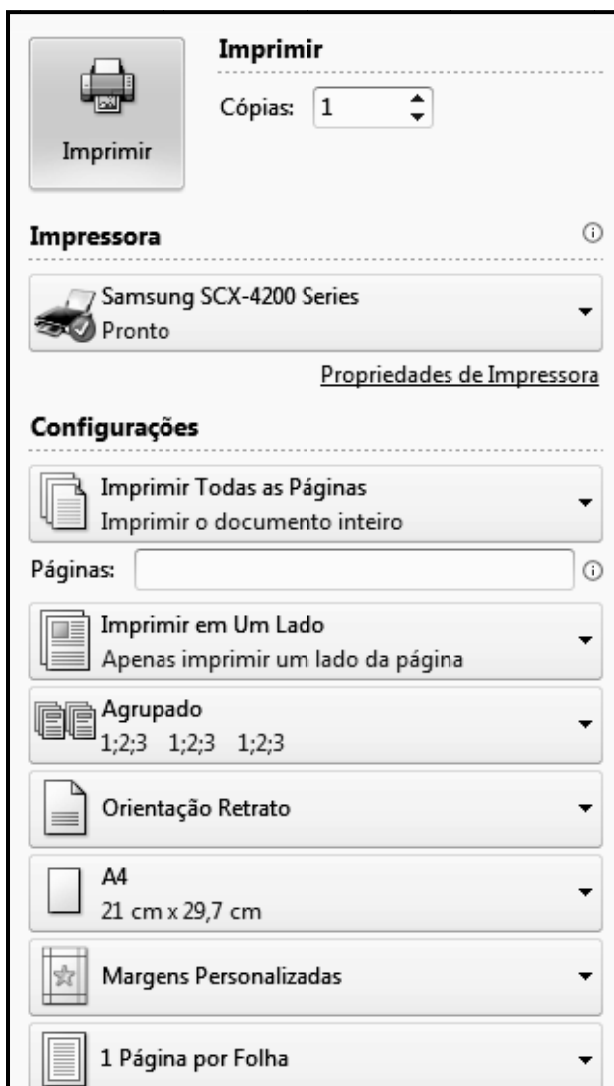 Imprimir
Imprimir
Cópias: 1
Impressora
Samsung SCX-4200 Series
Pronto
Propriedades de Impressora
Configurações
Imprimir Todas as Páginas
Imprimir o documento inteiro
Páginas:
Imprimir em Um Lado
Apenas imprimir um lado da página
Agrupado
1;2;3 1;2;3 1;2;3
Orientação Retrato
A4
21 cm x 29,7 cm
Margens Personalizadas
1 Página por Folha